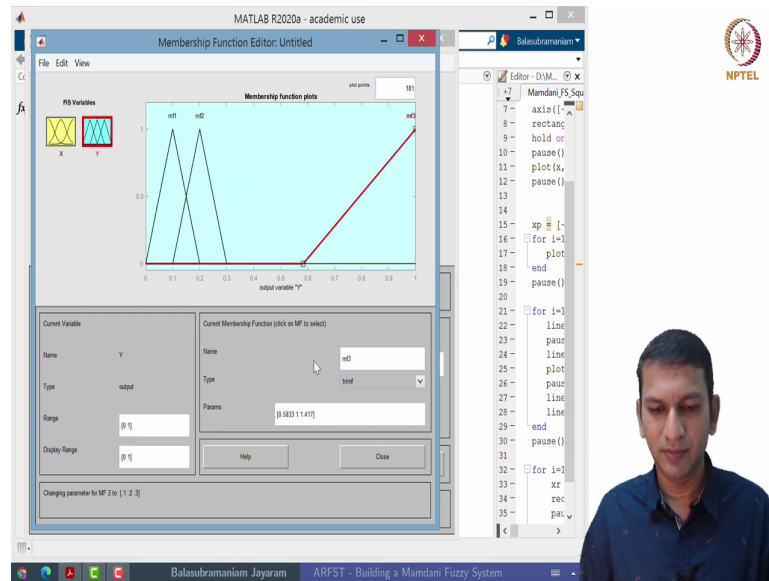 MATLAB R2020a - academic use
Membership Function Editor: Untitled
File Edit View
FIS Variables
X
Y
plot points:
181
Membership function plots
mf1
mf2
mf3
1
0.5
0
0 0.1 0.2 0.3 0.4 0.5 0.6 0.7 0.8 0.9 1
output variable "Y"
Current Variable
Name
Y
Type
output
Range
[0 1]
Display Range
[0 1]
Current Membership Function (click on MF to select)
Name
mf3
Type
trimf
Params
[0.5833 1 1.417]
Help
Close
Changing parameter for MF 2 to [.1 .2 .3]
fx
Balasubramaniam
Editor - D:\M...
+7
Mamdani_FS_Squ
7 - axis([-
8 - rectang
9 - hold on
10 - pause()
11 - plot(x,
12 - pause()
13
14
15 - xp = [-
16 - for i=1
17 - plot
18 - end
19 - pause()
20
21 - for i=1
22 - line
23 - paus
24 - line
25 - plot
26 - paus
27 - line
28 - line
29 - end
30 - pause()
31
32 - for i=1
33 - xr
34 - rec
35 - pau
NPTEL
Balasubramaniam Jayaram
ARFST - Building a Mamdani Fuzzy System